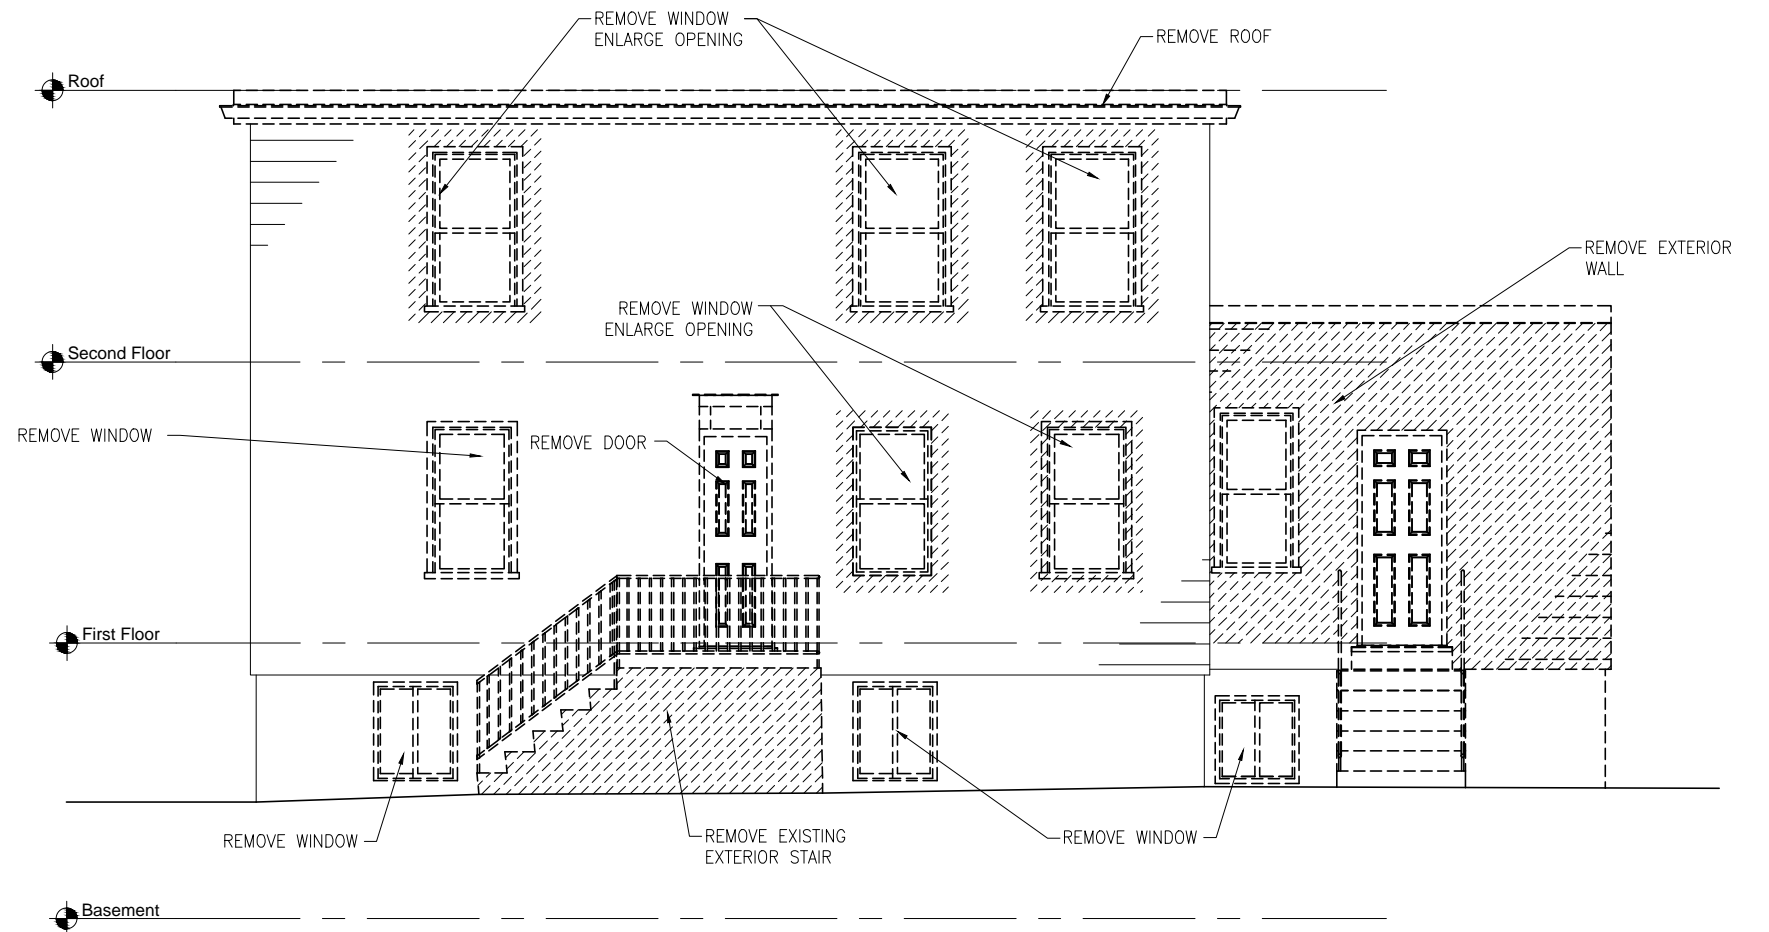 REMOVE WINDOW
ENLARGE OPENING
REMOVE ROOF
Roof
REMOVE EXTERIOR
WALL
REMOVE WINDOW
ENLARGE OPENING
Second Floor
REMOVE WINDOW
REMOVE DOOR
First Floor
REMOVE WINDOW
REMOVE EXISTING
EXTERIOR STAIR
REMOVE WINDOW
Basement